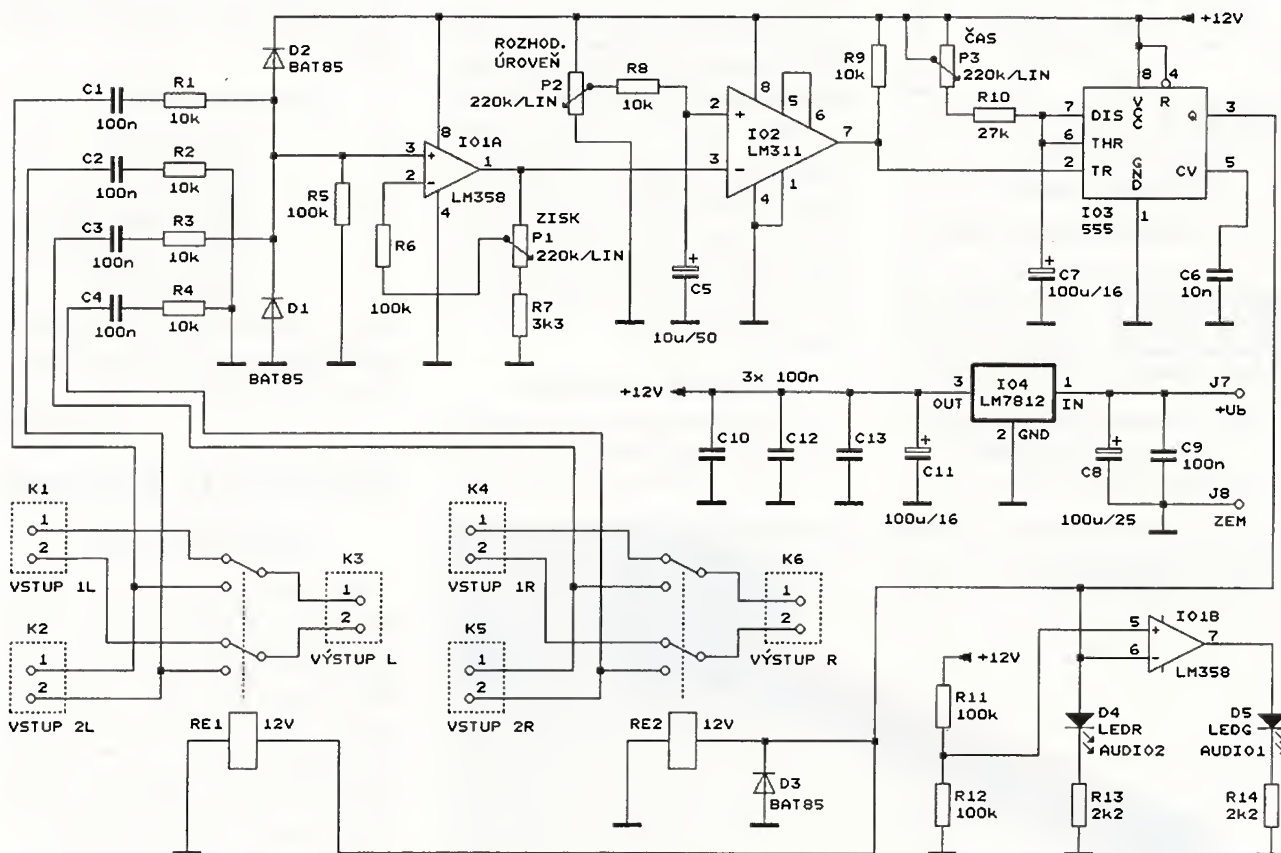 +12V
D2
BAT85
C1
100n
R1
10k
C2
100n
R2
10k
C3
100n
R3
10k
C4
100n
R4
10k
D1
BAT85
R5
100k
8
3
+
2
-
1
4
IO1A
LM358
R6
100k
ZISK
P1
220k/LIN
R7
3k3
ROZHOD.
ÚROVEŇ
P2
220k/LIN
R8
10k
C5
+
10u/50
2
+
3
-
8
5
6
7
4
1
IO2
LM311
R9
10k
ČAS
P3
220k/LIN
R10
27k
8
4
VCC
R
7
DIS
6
THR
2
TR
GND
Q
3
CV
5
1
IO3
555
+
C7
100u/16
C6
10n
+12V
3x 100n
C10
C12
C13
+
C11
100u/16
3
OUT
IO4
LM7812
1
IN
2
GND
J7
+Ub
+
C8
100u/25
C9
100n
J8
ZEM
K1
1
2
VSTUP 1L
K2
1
2
VSTUP 2L
K3
1
2
VÝSTUP L
RE1
12V
K4
1
2
VSTUP 1R
K5
1
2
VSTUP 2R
K6
1
2
VÝSTUP R
RE2
12V
D3
BAT85
+12V
R11
100k
R12
100k
5
+
6
-
7
IO1B
LM358
D4
LEDR
AUDIO2
R13
2k2
D5
LEDG
AUDIO1
R14
2k2